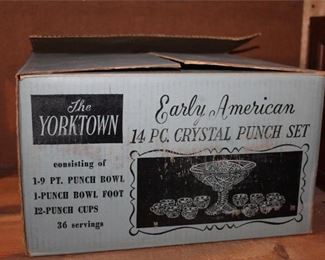 The
YORKTOWN
consisting of
1-9 PT. PUNCH BOWL
1-PUNCH BOWL FOOT
12-PUNCH CUPS
36 servings
Early American
14 PC. CRYSTAL PUNCH SET